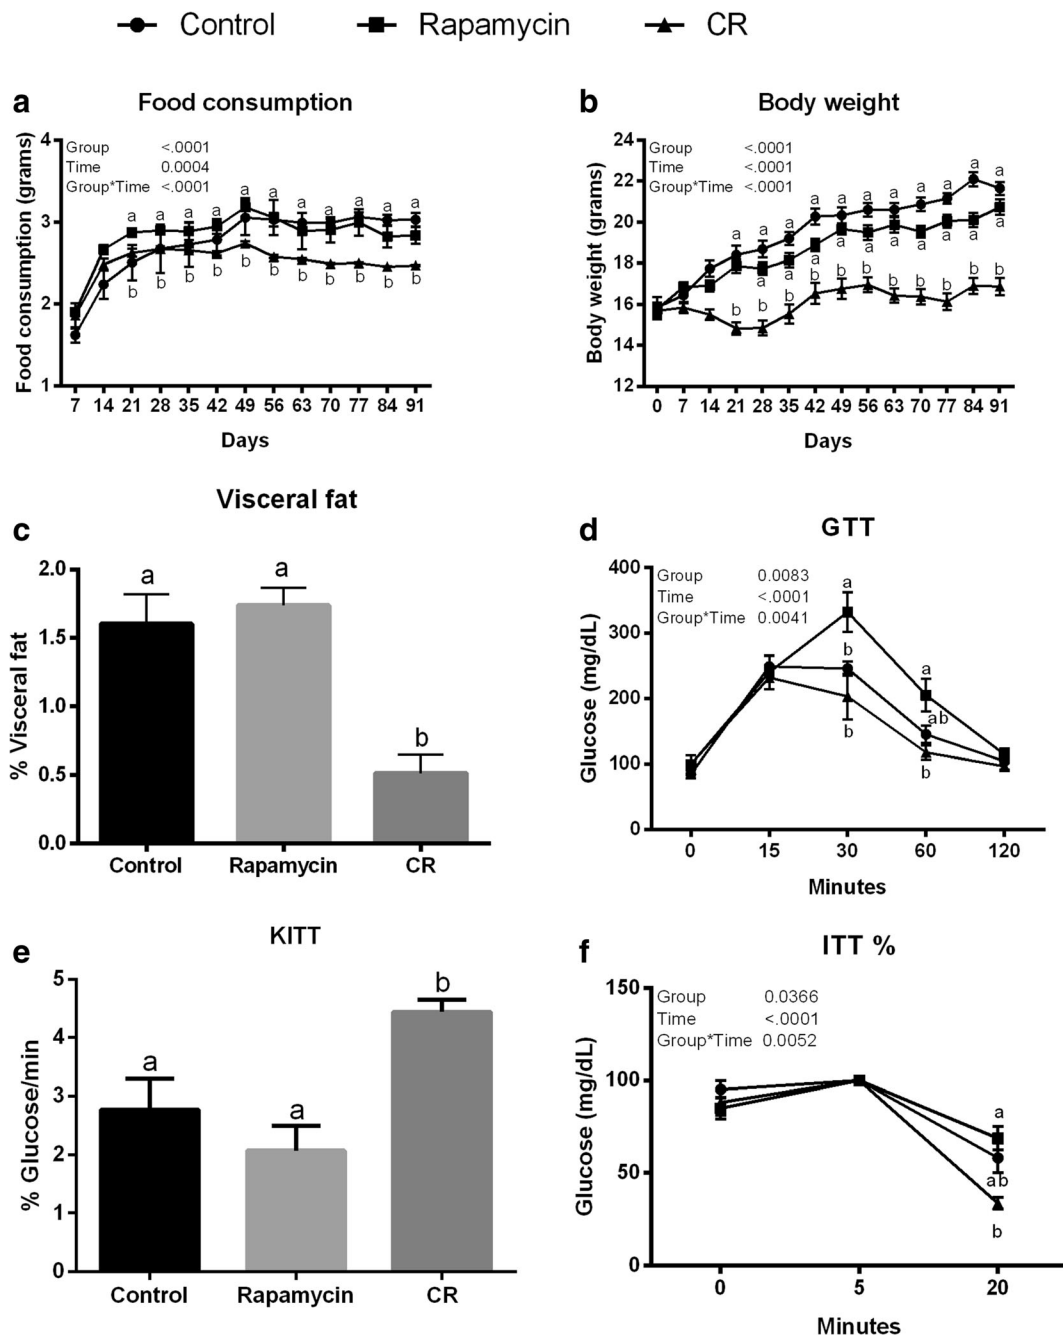 Control Rapamycin CR
a Food consumption
Food consumption (grams)
Group <.0001
Time 0.0004
Group*Time <.0001
4
3
2
1
a a a a a a a a a a a
b b b b b b b b b b b
7 14 21 28 35 42 49 56 63 70 77 84 91
Days
b Body weight
Body weight (grams)
Group <.0001
Time <.0001
Group*Time <.0001
24
22
20
18
16
14
12
a a a a a a a a a a a
a a a a a a a a a a
b b b b b b b b b b b
0 7 14 21 28 35 42 49 56 63 70 77 84 91
Days
c Visceral fat
% Visceral fat
2.0
1.5
1.0
0.5
0.0
a a b
Control Rapamycin CR
d GTT
Glucose (mg/dL)
Group 0.0083
Time <.0001
Group*Time 0.0041
400
300
200
100
0
a
b
b
a
ab
b
0 15 30 60 120
Minutes
e KITT
% Glucose/min
5
4
3
2
1
0
a a b
Control Rapamycin CR
f ITT %
Glucose (mg/dL)
Group 0.0366
Time <.0001
Group*Time 0.0052
150
100
50
0
a
ab
b
0 5 20
Minutes